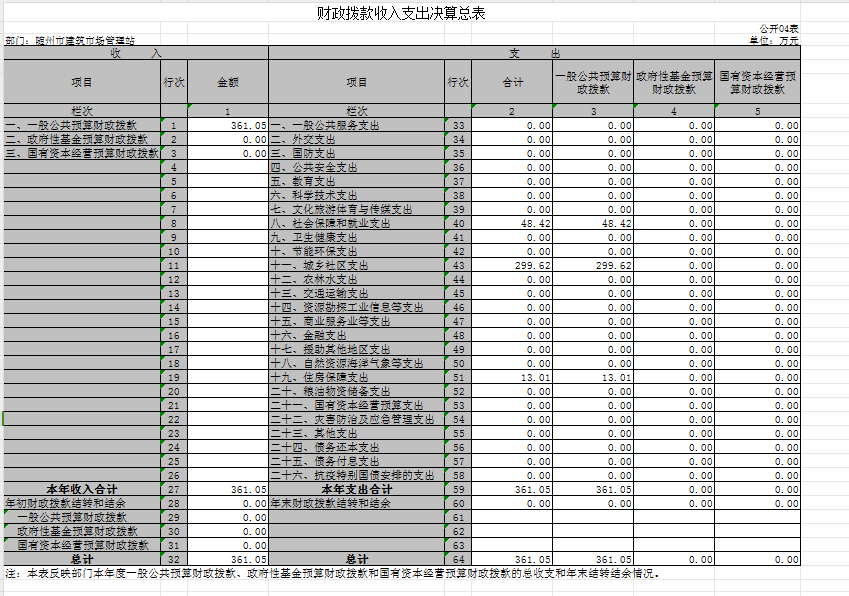 财政拨款收入支出决算总表
公开04表
部门：随州市建筑市场管理站 单位：万元
收 入 支 出
项目 行次 金额 项目 行次 合计 一般公共预算财政拨款 政府性基金预算财政拨款 国有资本经营预算财政拨款
栏次 1 栏次 2 3 4 5
一、一般公共预算财政拨款 1 361.05 一、一般公共服务支出 33 0.00 0.00 0.00 0.00
二、政府性基金预算财政拨款 2 0.00 二、外交支出 34 0.00 0.00 0.00 0.00
三、国有资本经营预算财政拨款 3 0.00 三、国防支出 35 0.00 0.00 0.00 0.00
4 四、公共安全支出 36 0.00 0.00 0.00 0.00
5 五、教育支出 37 0.00 0.00 0.00 0.00
6 六、科学技术支出 38 0.00 0.00 0.00 0.00
7 七、文化旅游体育与传媒支出 39 0.00 0.00 0.00 0.00
8 八、社会保障和就业支出 40 48.42 48.42 0.00 0.00
9 九、卫生健康支出 41 0.00 0.00 0.00 0.00
10 十、节能环保支出 42 0.00 0.00 0.00 0.00
11 十一、城乡社区支出 43 299.62 299.62 0.00 0.00
12 十二、农林水支出 44 0.00 0.00 0.00 0.00
13 十三、交通运输支出 45 0.00 0.00 0.00 0.00
14 十四、资源勘探工业信息等支出 46 0.00 0.00 0.00 0.00
15 十五、商业服务业等支出 47 0.00 0.00 0.00 0.00
16 十六、金融支出 48 0.00 0.00 0.00 0.00
17 十七、援助其他地区支出 49 0.00 0.00 0.00 0.00
18 十八、自然资源海洋气象等支出 50 0.00 0.00 0.00 0.00
19 十九、住房保障支出 51 13.01 13.01 0.00 0.00
20 二十、粮油物资储备支出 52 0.00 0.00 0.00 0.00
21 二十一、国有资本经营预算支出 53 0.00 0.00 0.00 0.00
22 二十二、灾害防治及应急管理支出 54 0.00 0.00 0.00 0.00
23 二十三、其他支出 55 0.00 0.00 0.00 0.00
24 二十四、债务还本支出 56 0.00 0.00 0.00 0.00
25 二十五、债务付息支出 57 0.00 0.00 0.00 0.00
26 二十六、抗疫特别国债安排的支出 58 0.00 0.00 0.00 0.00
本年收入合计 27 361.05 本年支出合计 59 361.05 361.05 0.00 0.00
年初财政拨款结转和结余 28 0.00 年末财政拨款结转和结余 60 0.00 0.00 0.00 0.00
一般公共预算财政拨款 29 0.00 61
政府性基金预算财政拨款 30 0.00 62
国有资本经营预算财政拨款 31 0.00 63
总计 32 361.05 总计 64 361.05 361.05 0.00 0.00
注：本表反映部门本年度一般公共预算财政拨款、政府性基金预算财政拨款和国有资本经营预算财政拨款的总收支和年末结转结余情况。